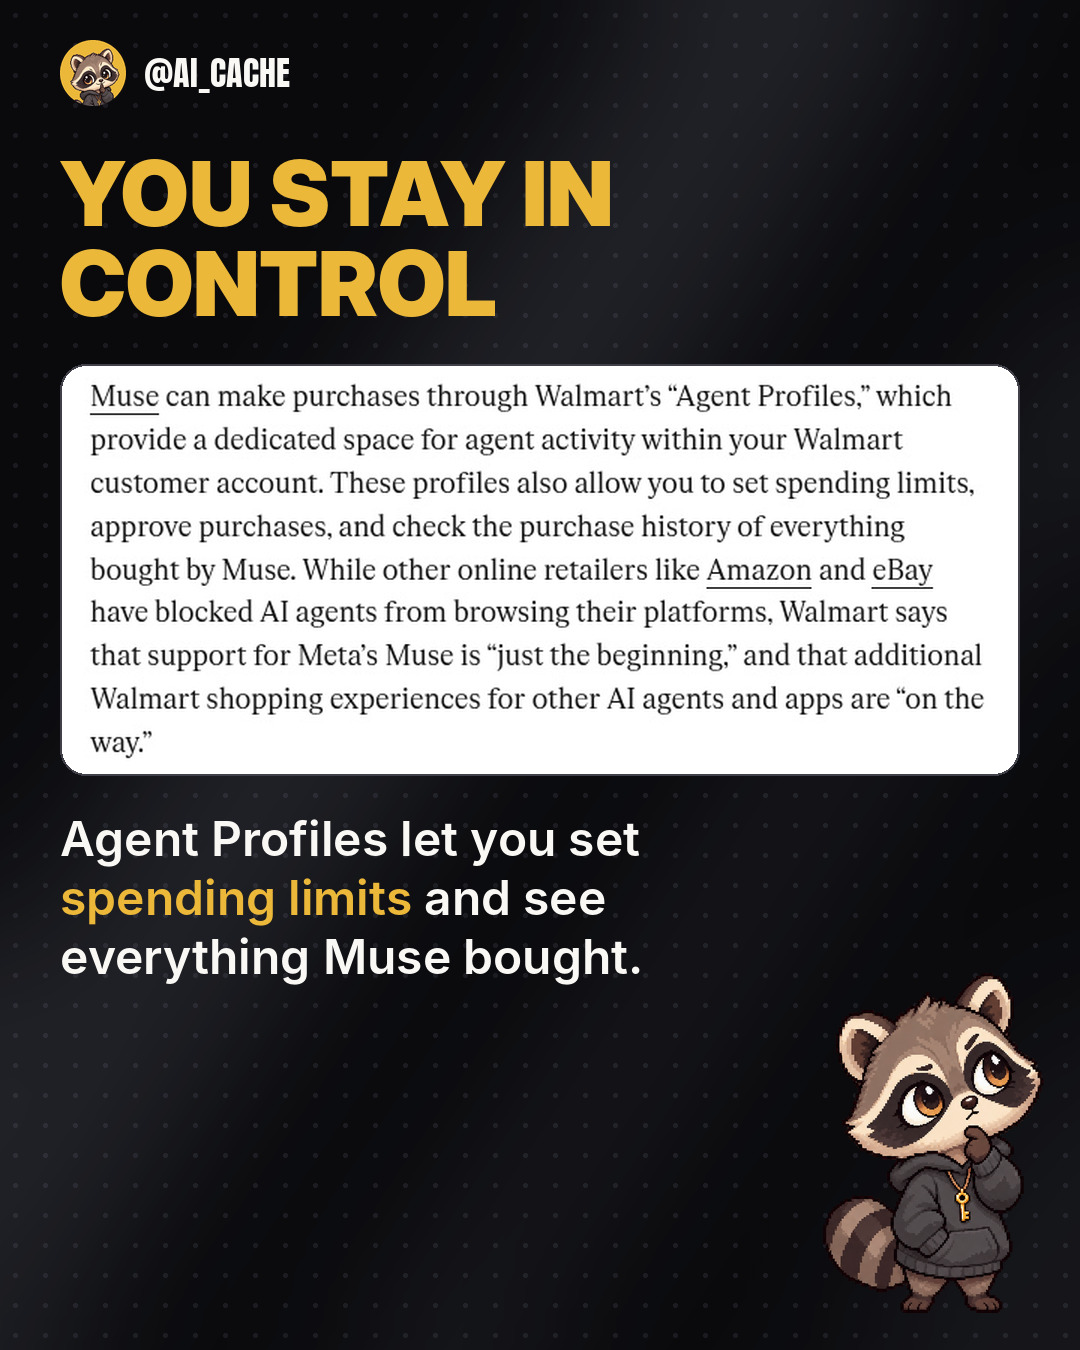 @AI_CACHE
YOU STAY IN
CONTROL
Muse can make purchases through Walmart’s “Agent Profiles,” which
provide a dedicated space for agent activity within your Walmart
customer account. These profiles also allow you to set spending limits,
approve purchases, and check the purchase history of everything
bought by Muse. While other online retailers like Amazon and eBay
have blocked AI agents from browsing their platforms, Walmart says
that support for Meta’s Muse is “just the beginning,” and that additional
Walmart shopping experiences for other AI agents and apps are “on the
way.”
Agent Profiles let you set
spending limits and see
everything Muse bought.